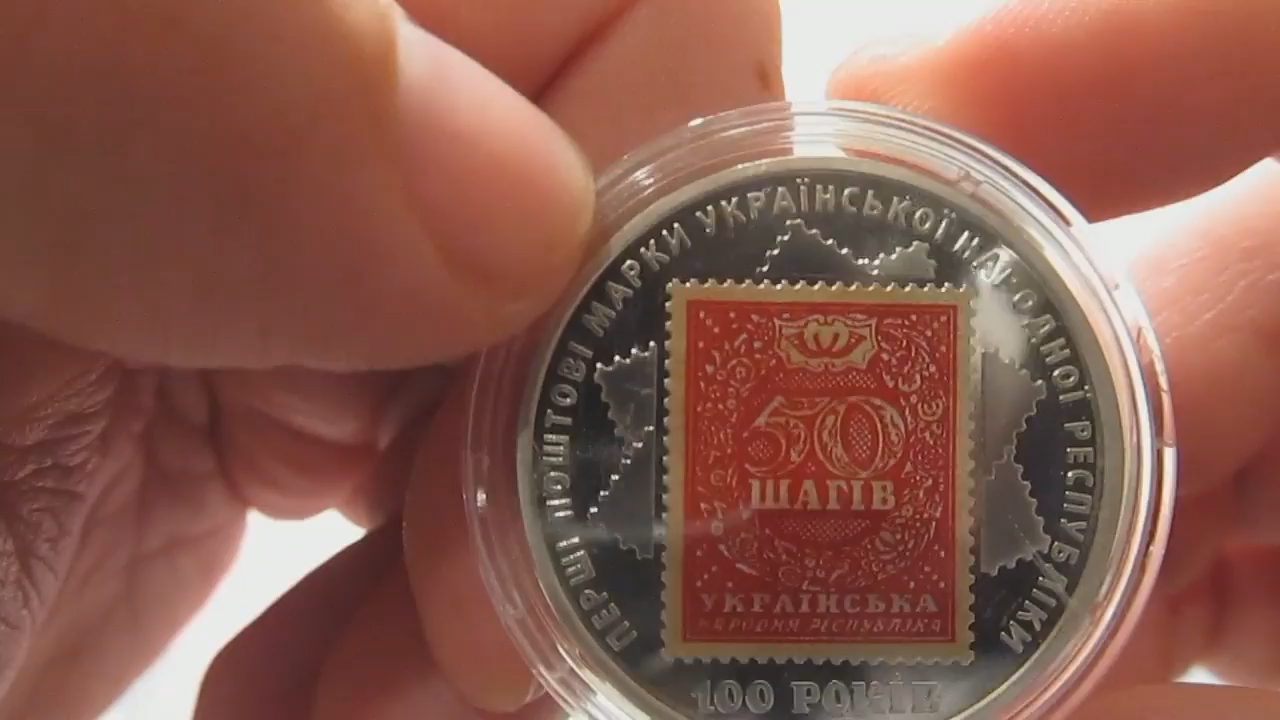 ПЕРШІ ПОШТОВІ МАРКИ УКРАЇНСЬКОЇ НАРОДНОЇ РЕСПУБЛІКИ
50
ШАГІВ
УКРАЇНСЬКА
НАРОДНЯ РЕСПУБЛІКА
100 РОКІВ